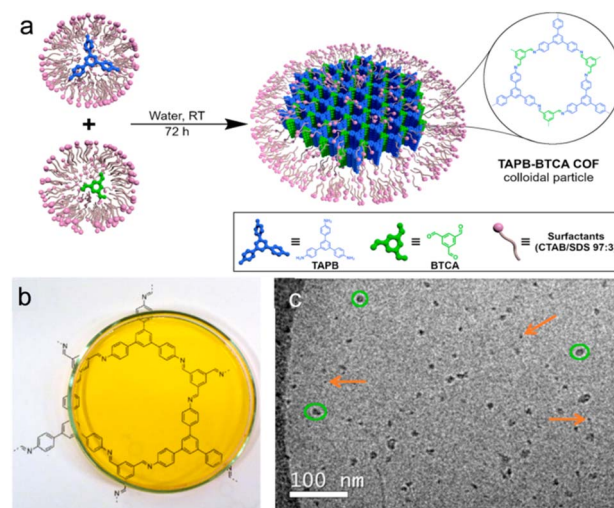 a
Water, RT
72 h
+
TAPB-BTCA COF
colloidal particle
≡
TAPB
≡
BTCA
≡
Surfactants
(CTAB/SDS 97:3)
b
c
100 nm